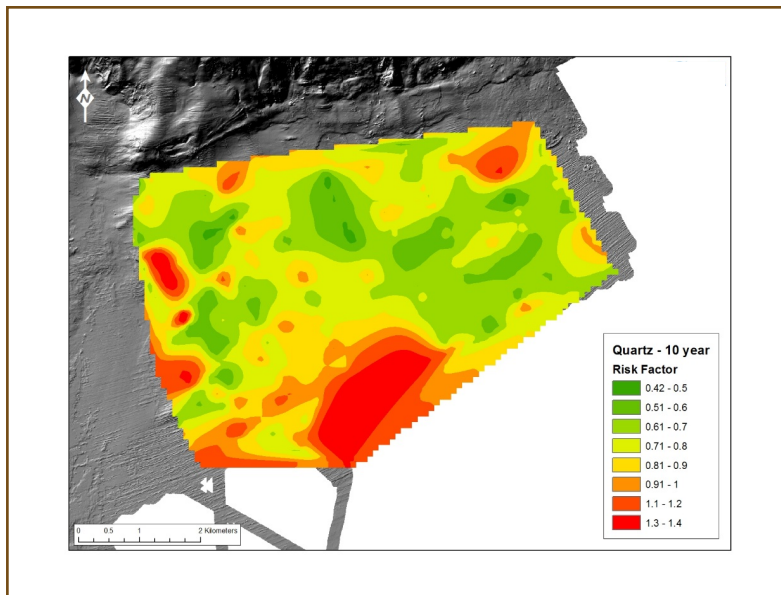 N
Quartz - 10 year
Risk Factor
0.42 - 0.5
0.51 - 0.6
0.61 - 0.7
0.71 - 0.8
0.81 - 0.9
0.91 - 1
1.1 - 1.2
1.3 - 1.4
0 0.5 1 2 Kilometers